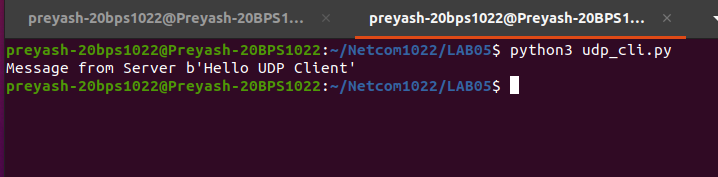 preyash-20bps1022@Preyash-20BPS1... × preyash-20bps1022@Preyash-20BPS1... ×
preyash-20bps1022@Preyash-20BPS1022:~/Netcom1022/LAB05$ python3 udp_cli.py
Message from Server b'Hello UDP Client'
preyash-20bps1022@Preyash-20BPS1022:~/Netcom1022/LAB05$